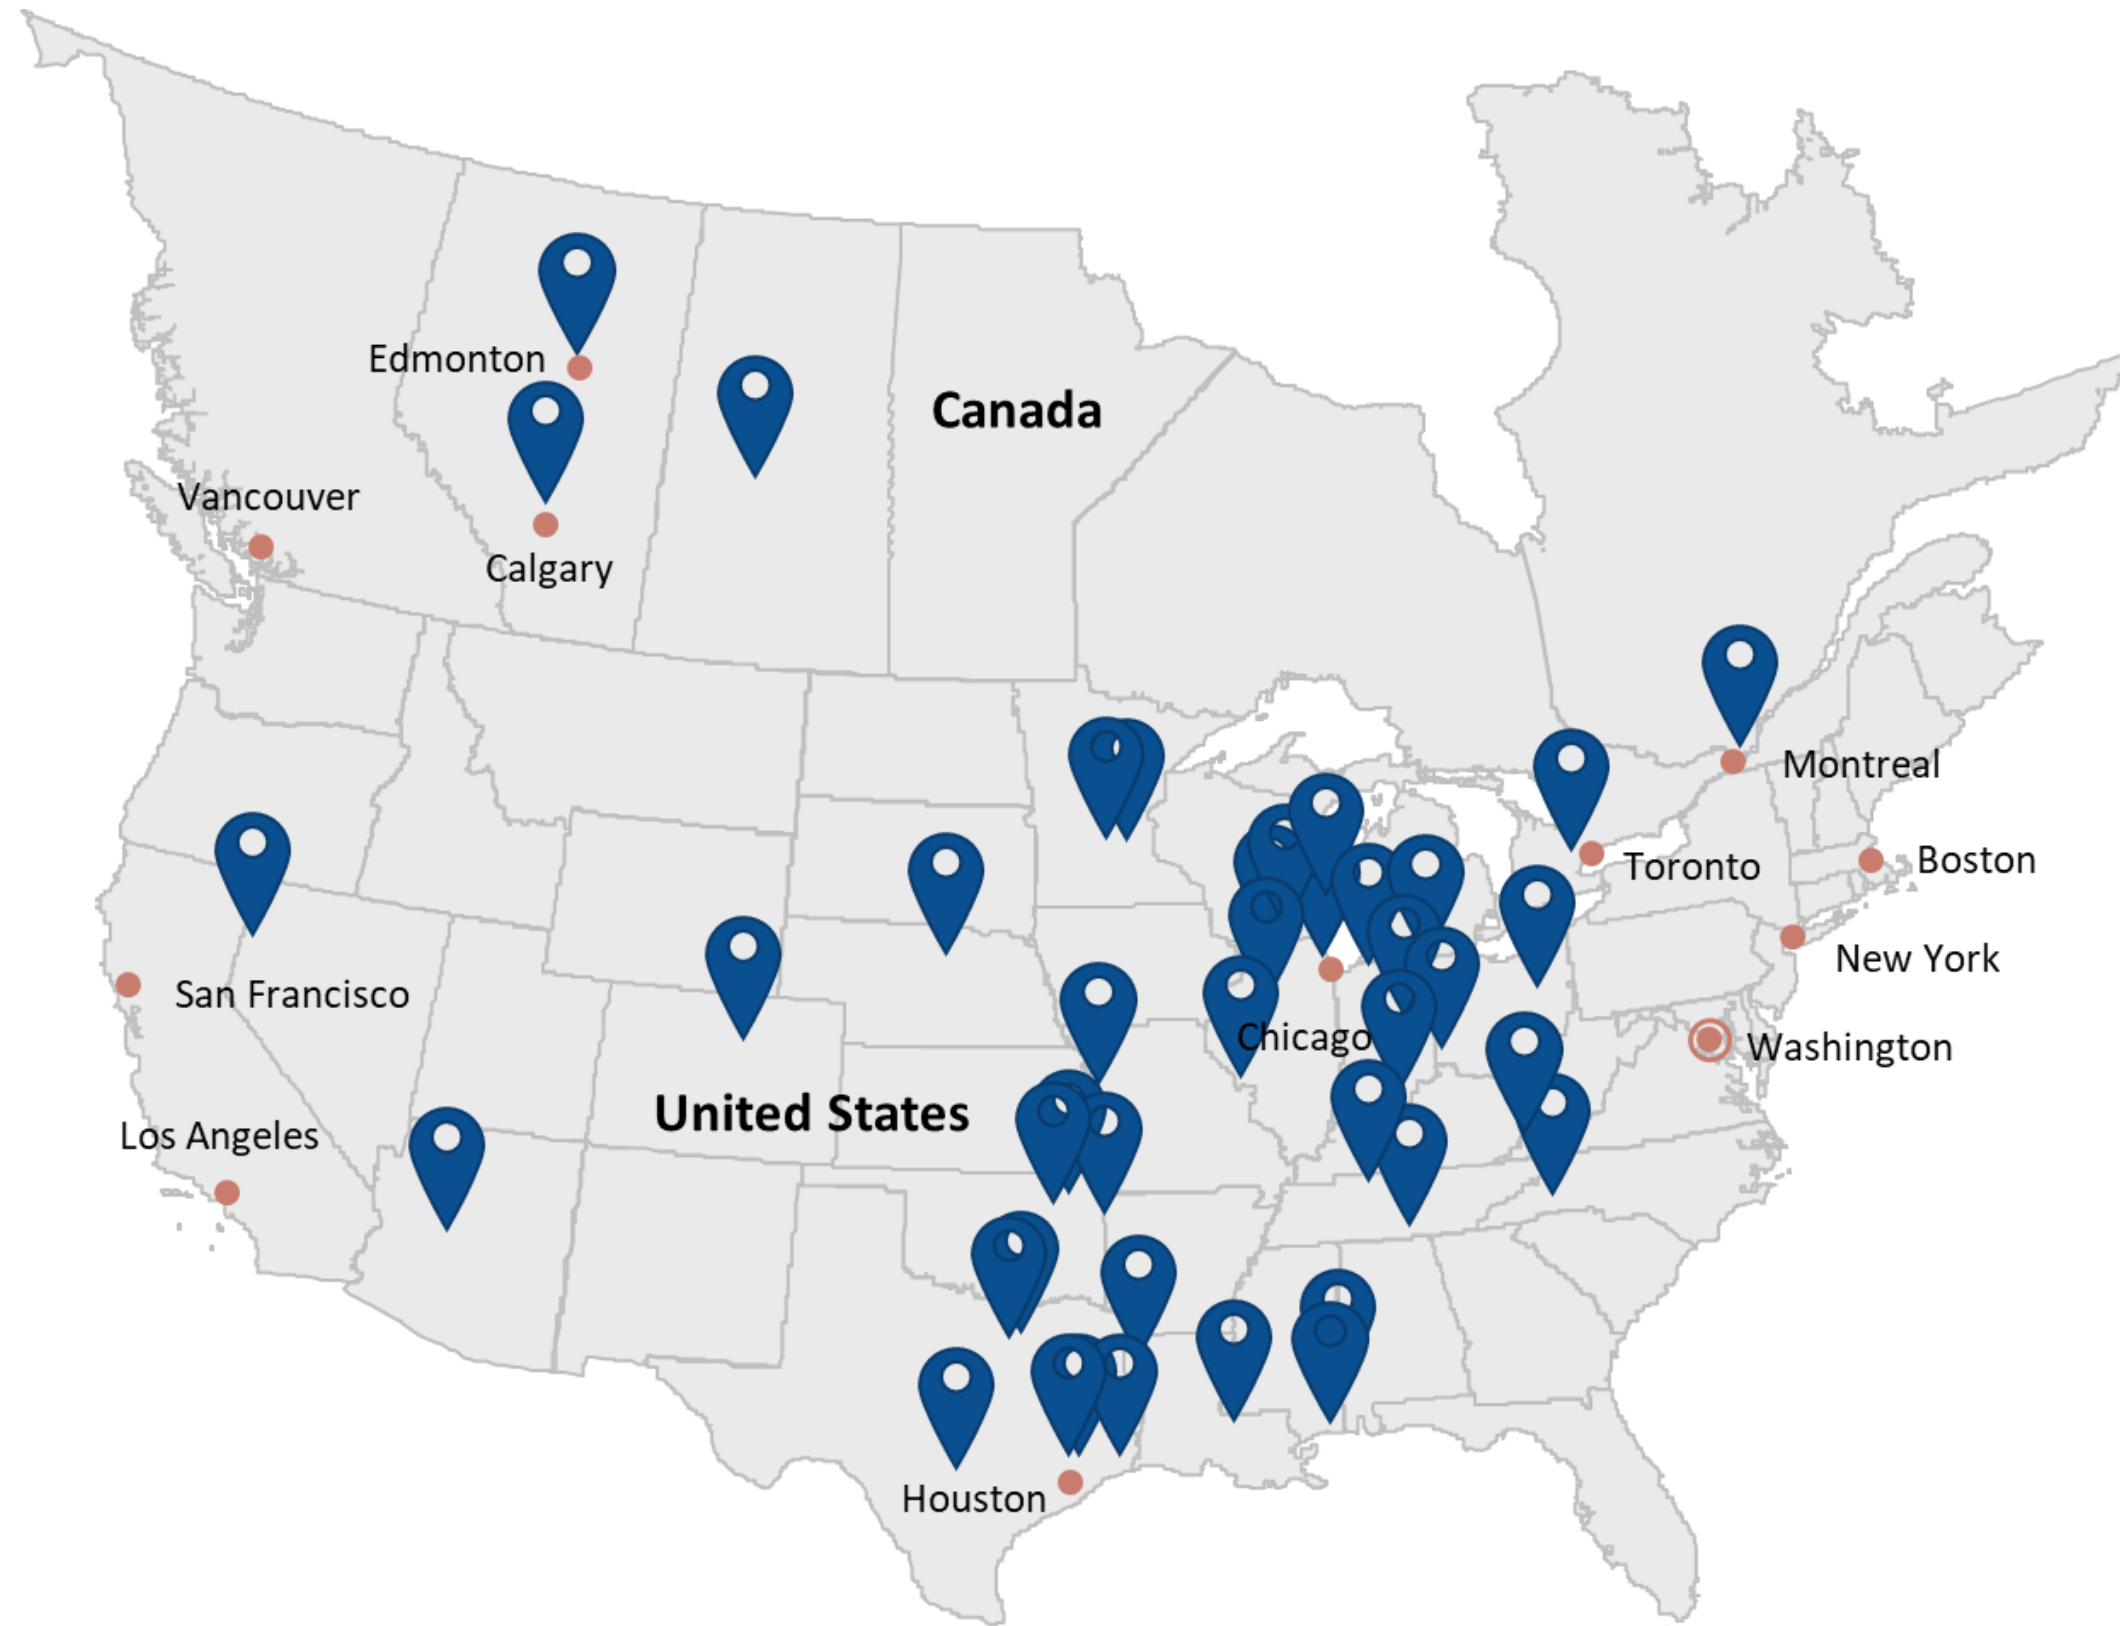 Edmonton
Canada
Vancouver
Calgary
Montreal
Toronto
Boston
New York
San Francisco
Chicago
Washington
United States
Los Angeles
Houston